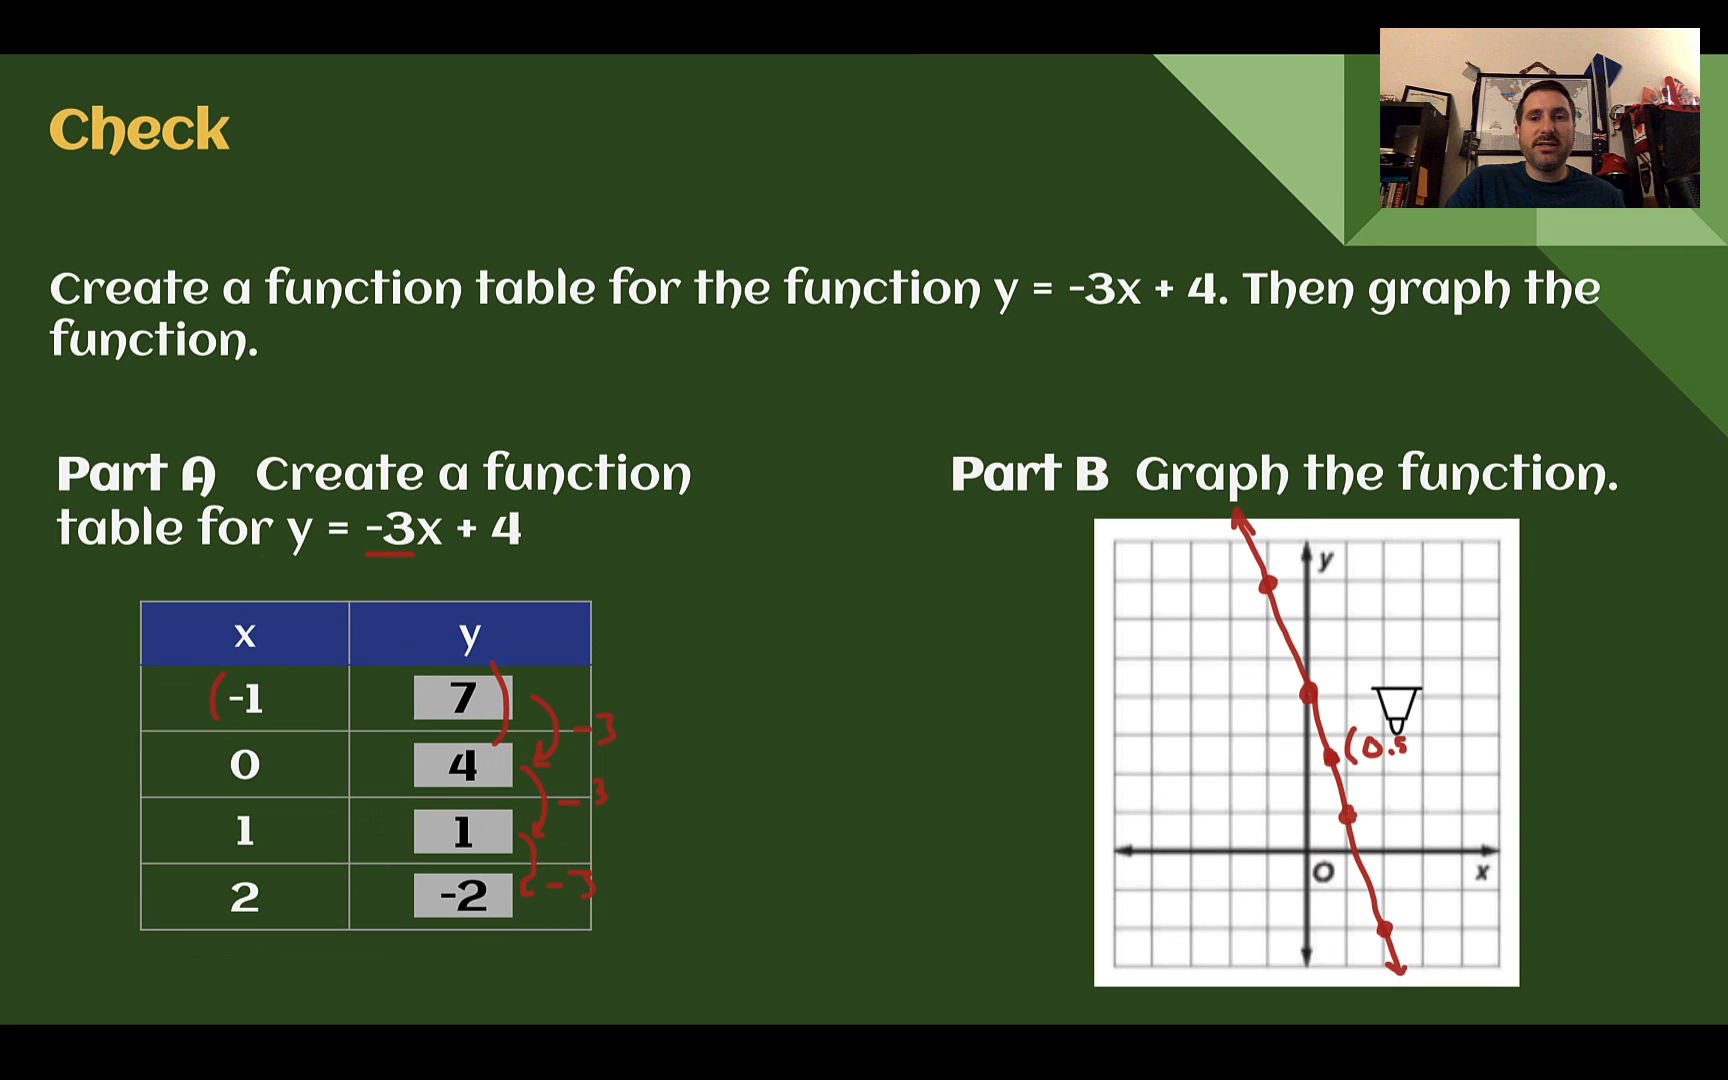 Check
Create a function table for the function y = -3x + 4. Then graph the
function.
Part A Create a function
table for y = -3x + 4
x y
(-1 7)
0 4
1 1
2 -2
-3
-3
-3
Part B Graph the function.
y
(0.5
O
x